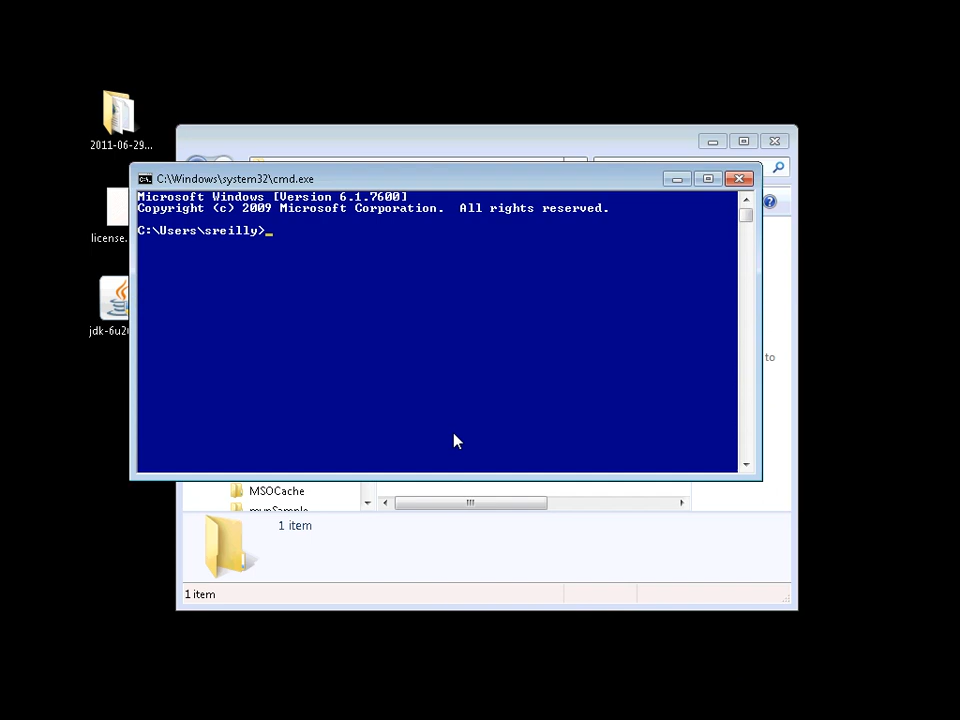 2011-06-29...
C:\Windows\system32\cmd.exe
Microsoft Windows [Version 6.1.7600]
Copyright (c) 2009 Microsoft Corporation.  All rights reserved.
C:\Users\sreilly>_
license.
jdk-6u2
to
MSOCache
1 item
1 item